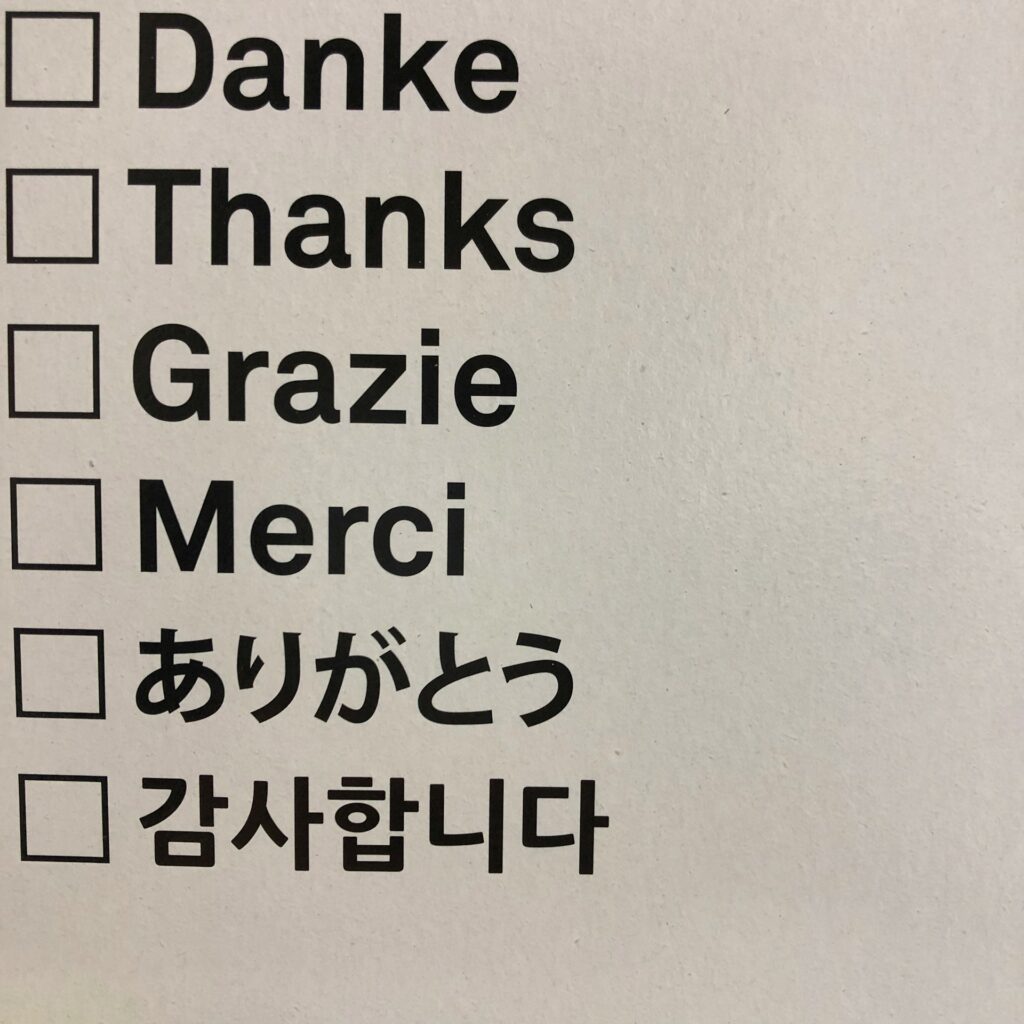 Danke
Thanks
Grazie
Merci
ありがとう
감사합니다